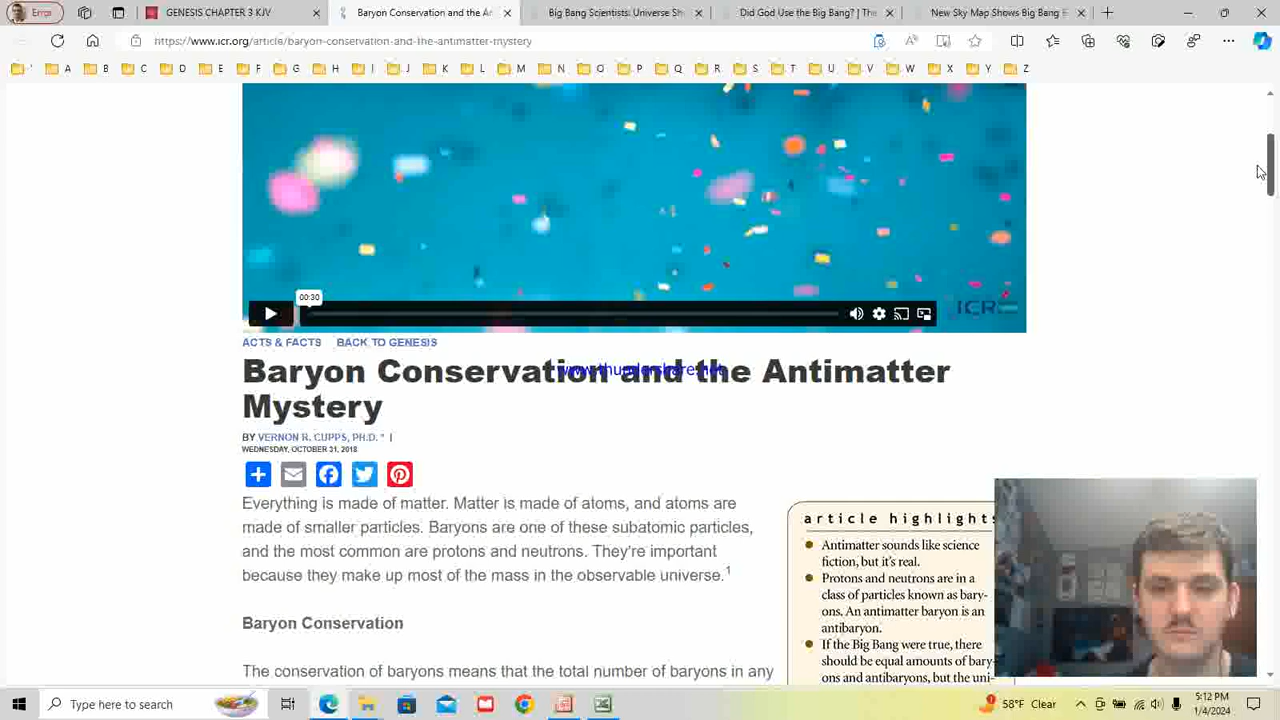 Error
GENESIS CHAPTER 3 KJV
Baryon Conservation and the An
Big Bang Scientists: Universe Sh
Did God Use the Big Bang? | The
New Sky Map Shows Big Bang E
https://www.icr.org/article/baryon-conservation-and-the-antimatter-mystery
' A B C D E F G H I J K L M N O P Q R S T U V W X Y Z
00:30
ICR
ACTS & FACTS BACK TO GENESIS
Baryon Conservation and the Antimatter
www.thundershare.net
Mystery
BY VERNON R. CUPPS, PH.D. * |
WEDNESDAY, OCTOBER 31, 2018
Everything is made of matter. Matter is made of atoms, and atoms are
made of smaller particles. Baryons are one of these subatomic particles,
and the most common are protons and neutrons. They're important
because they make up most of the mass in the observable universe.1
Baryon Conservation
The conservation of baryons means that the total number of baryons in any
article highlights
Antimatter sounds like science
fiction, but it's real.
Protons and neutrons are in a
class of particles known as bary-
ons. An antimatter baryon is an
antibaryon.
If the Big Bang were true, there
should be equal amounts of bary-
ons and antibaryons, but the uni-
Type here to search
58°F Clear
5:12 PM
1/4/2024